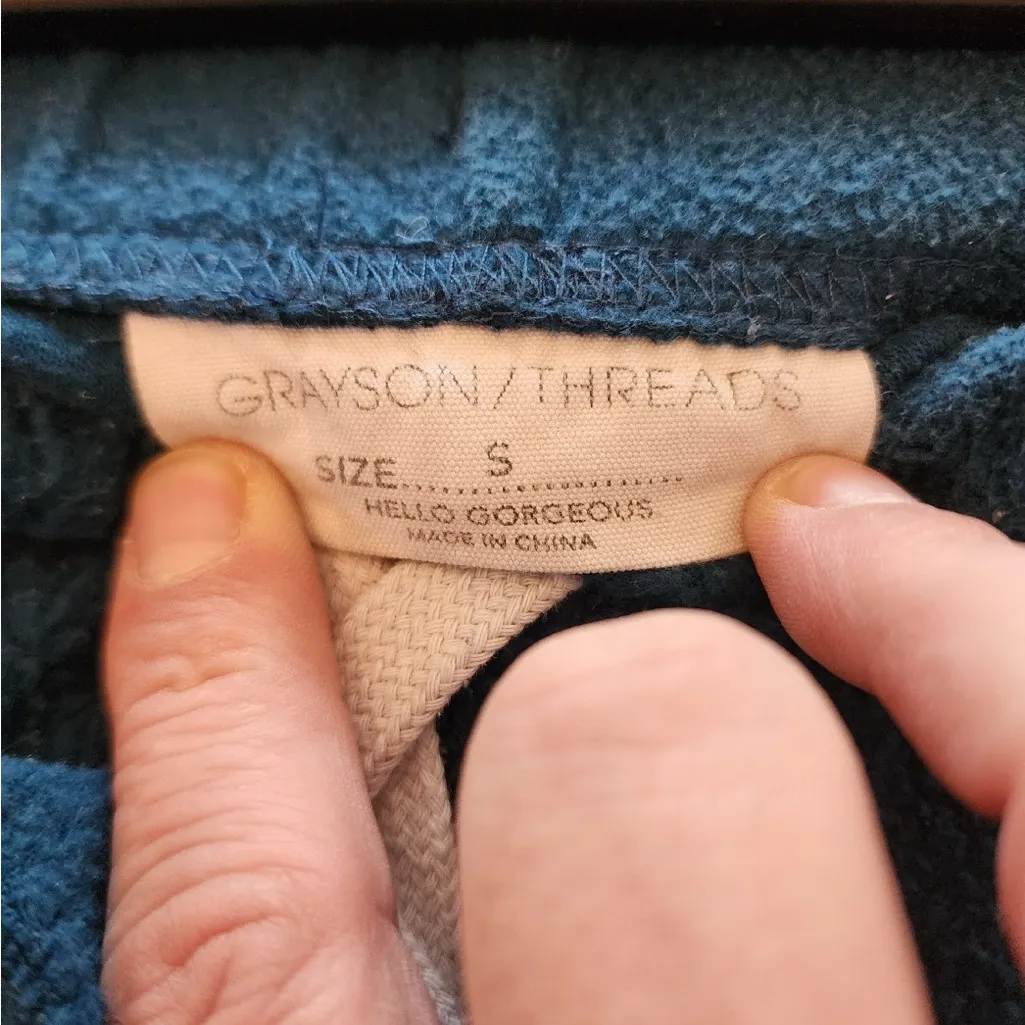 GRAYSON/THREADS
SIZE.............S.............
HELLO GORGEOUS
MADE IN CHINA